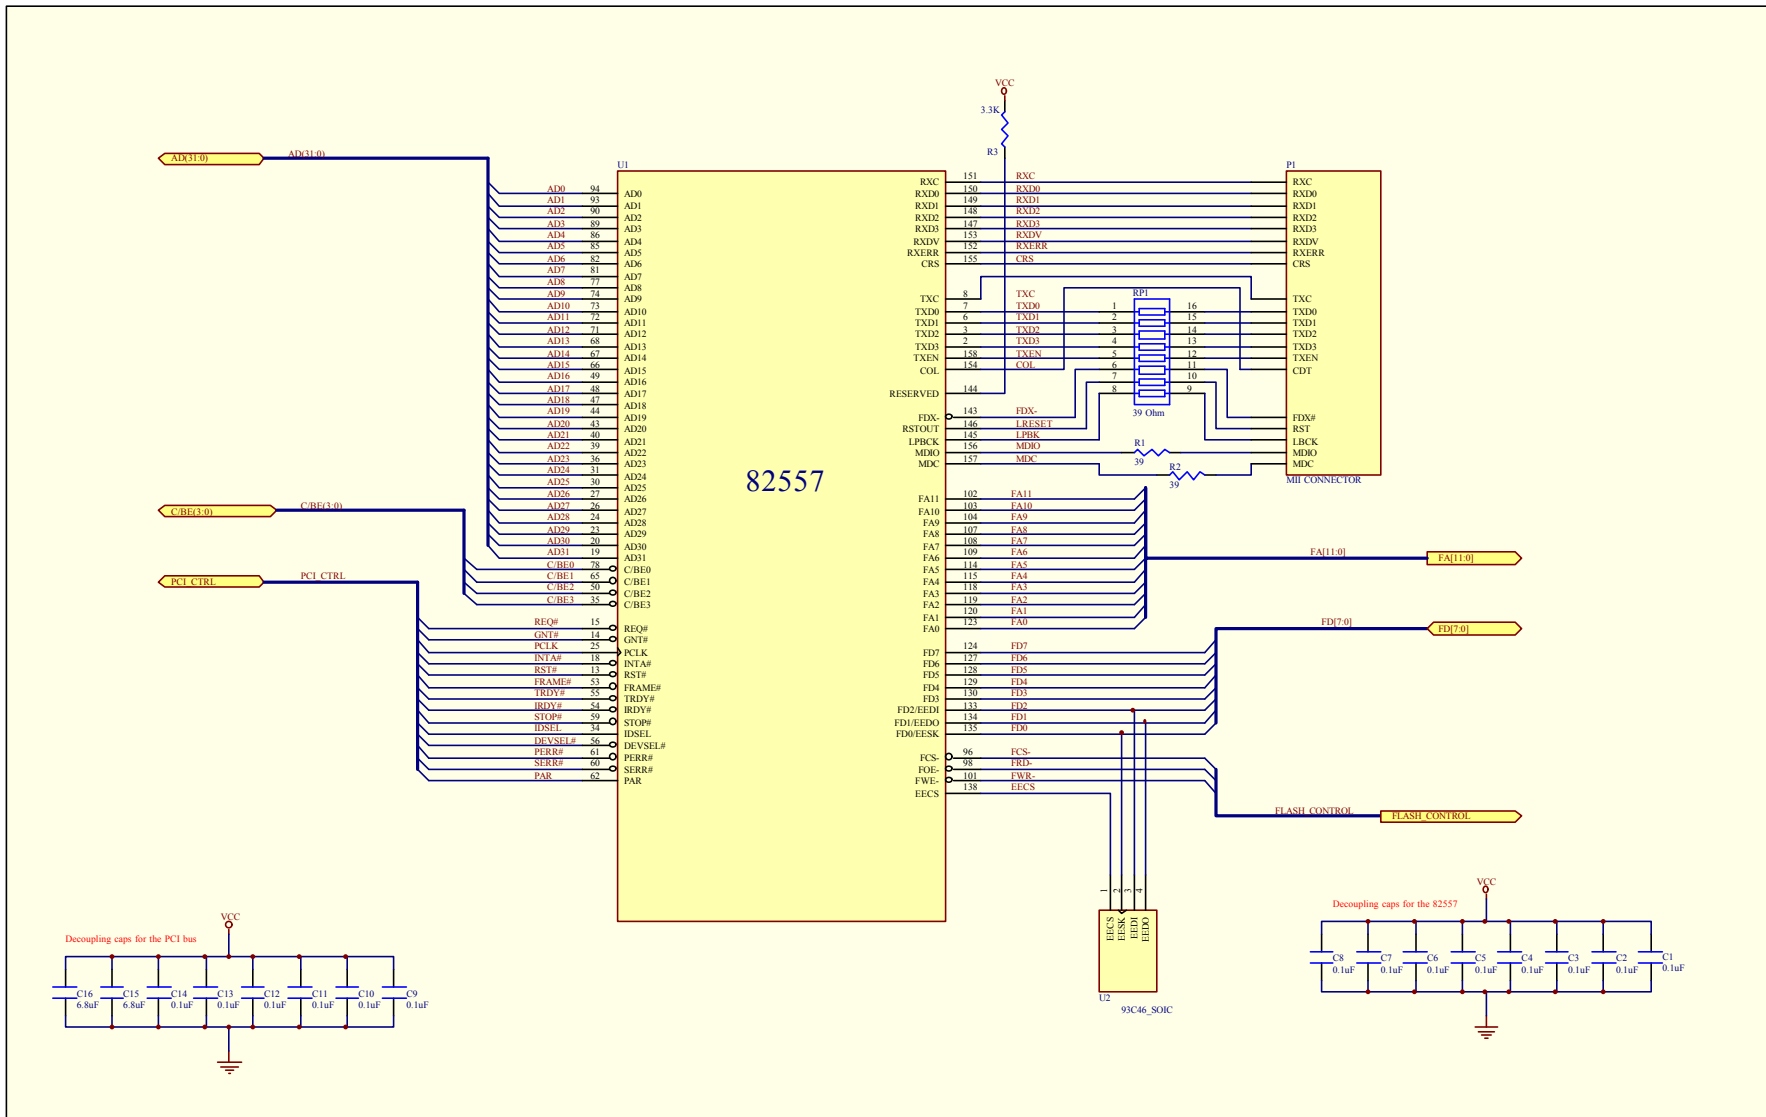 VCC
3.3K
R3
AD(31:0) AD(31:0)
U1
P1
AD0 94 AD0
AD1 93 AD1
AD2 90 AD2
AD3 89 AD3
AD4 86 AD4
AD5 85 AD5
AD6 82 AD6
AD7 81 AD7
AD8 77 AD8
AD9 74 AD9
AD10 73 AD10
AD11 72 AD11
AD12 71 AD12
AD13 68 AD13
AD14 67 AD14
AD15 66 AD15
AD16 49 AD16
AD17 48 AD17
AD18 47 AD18
AD19 44 AD19
AD20 43 AD20
AD21 40 AD21
AD22 39 AD22
AD23 36 AD23
AD24 31 AD24
AD25 30 AD25
AD26 27 AD26
AD27 26 AD27
AD28 24 AD28
AD29 23 AD29
AD30 20 AD30
AD31 19 AD31
C/BE(3:0) C/BE(3:0)
C/BE0 78 C/BE0
C/BE1 65 C/BE1
C/BE2 50 C/BE2
C/BE3 35 C/BE3
PCI_CTRL PCI_CTRL
REQ# 15 REQ#
GNT# 14 GNT#
PCLK 25 PCLK
INTA# 18 INTA#
RST# 13 RST#
FRAME# 53 FRAME#
TRDY# 55 TRDY#
IRDY# 54 IRDY#
STOP# 59 STOP#
IDSEL 34 IDSEL
DEVSEL# 56 DEVSEL#
PERR# 61 PERR#
SERR# 60 SERR#
PAR 62 PAR
82557
RXC 151 RXC RXC
RXD0 150 RXD0 RXD0
RXD1 149 RXD1 RXD1
RXD2 148 RXD2 RXD2
RXD3 147 RXD3 RXD3
RXDV 153 RXDV RXDV
RXERR 152 RXERR RXERR
CRS 155 CRS CRS
RP1
TXC 8 TXC TXC
TXD0 7 TXD0 1 16 TXD0
TXD1 6 TXD1 2 15 TXD1
TXD2 3 TXD2 3 14 TXD2
TXD3 2 TXD3 4 13 TXD3
TXEN 158 TXEN 5 12 TXEN
COL 154 COL 6 11 CDT
7 10
RESERVED 144 8 9
39 Ohm
FDX- 143 FDX- FDX#
RSTOUT 146 LRESET RST
LPBCK 145 LPBK LBCK
MDIO 156 MDIO R1 39 MDIO
MDC 157 MDC R2 39 MDC
MII CONNECTOR
FA11 102 FA11
FA10 103 FA10
FA9 104 FA9
FA8 107 FA8
FA7 108 FA7
FA6 109 FA6
FA5 114 FA5
FA4 115 FA4
FA3 118 FA3
FA2 119 FA2
FA1 120 FA1
FA0 123 FA0
FA[11:0] FA[11:0]
FD[7:0] FD[7:0]
FD7 124 FD7
FD6 127 FD6
FD5 128 FD5
FD4 129 FD4
FD3 130 FD3
FD2/EEDI 133 FD2
FD1/EEDO 134 FD1
FD0/EESK 135 FD0
FCS- 96 FCS-
FOE- 98 FRD-
FWE- 101 FWR-
EECS 138 EECS
FLASH_CONTROL FLASH_CONTROL
1 2 3 4
EECS
EESK
EEDI
EEDO
U2
93C46_SOIC
VCC
Decoupling caps for the PCI bus
C16 C15 C14 C13 C12 C11 C10 C9
6.8uF 6.8uF 0.1uF 0.1uF 0.1uF 0.1uF 0.1uF 0.1uF
VCC
Decoupling caps for the 82557
C8 C7 C6 C5 C4 C3 C2 C1
0.1uF 0.1uF 0.1uF 0.1uF 0.1uF 0.1uF 0.1uF 0.1uF